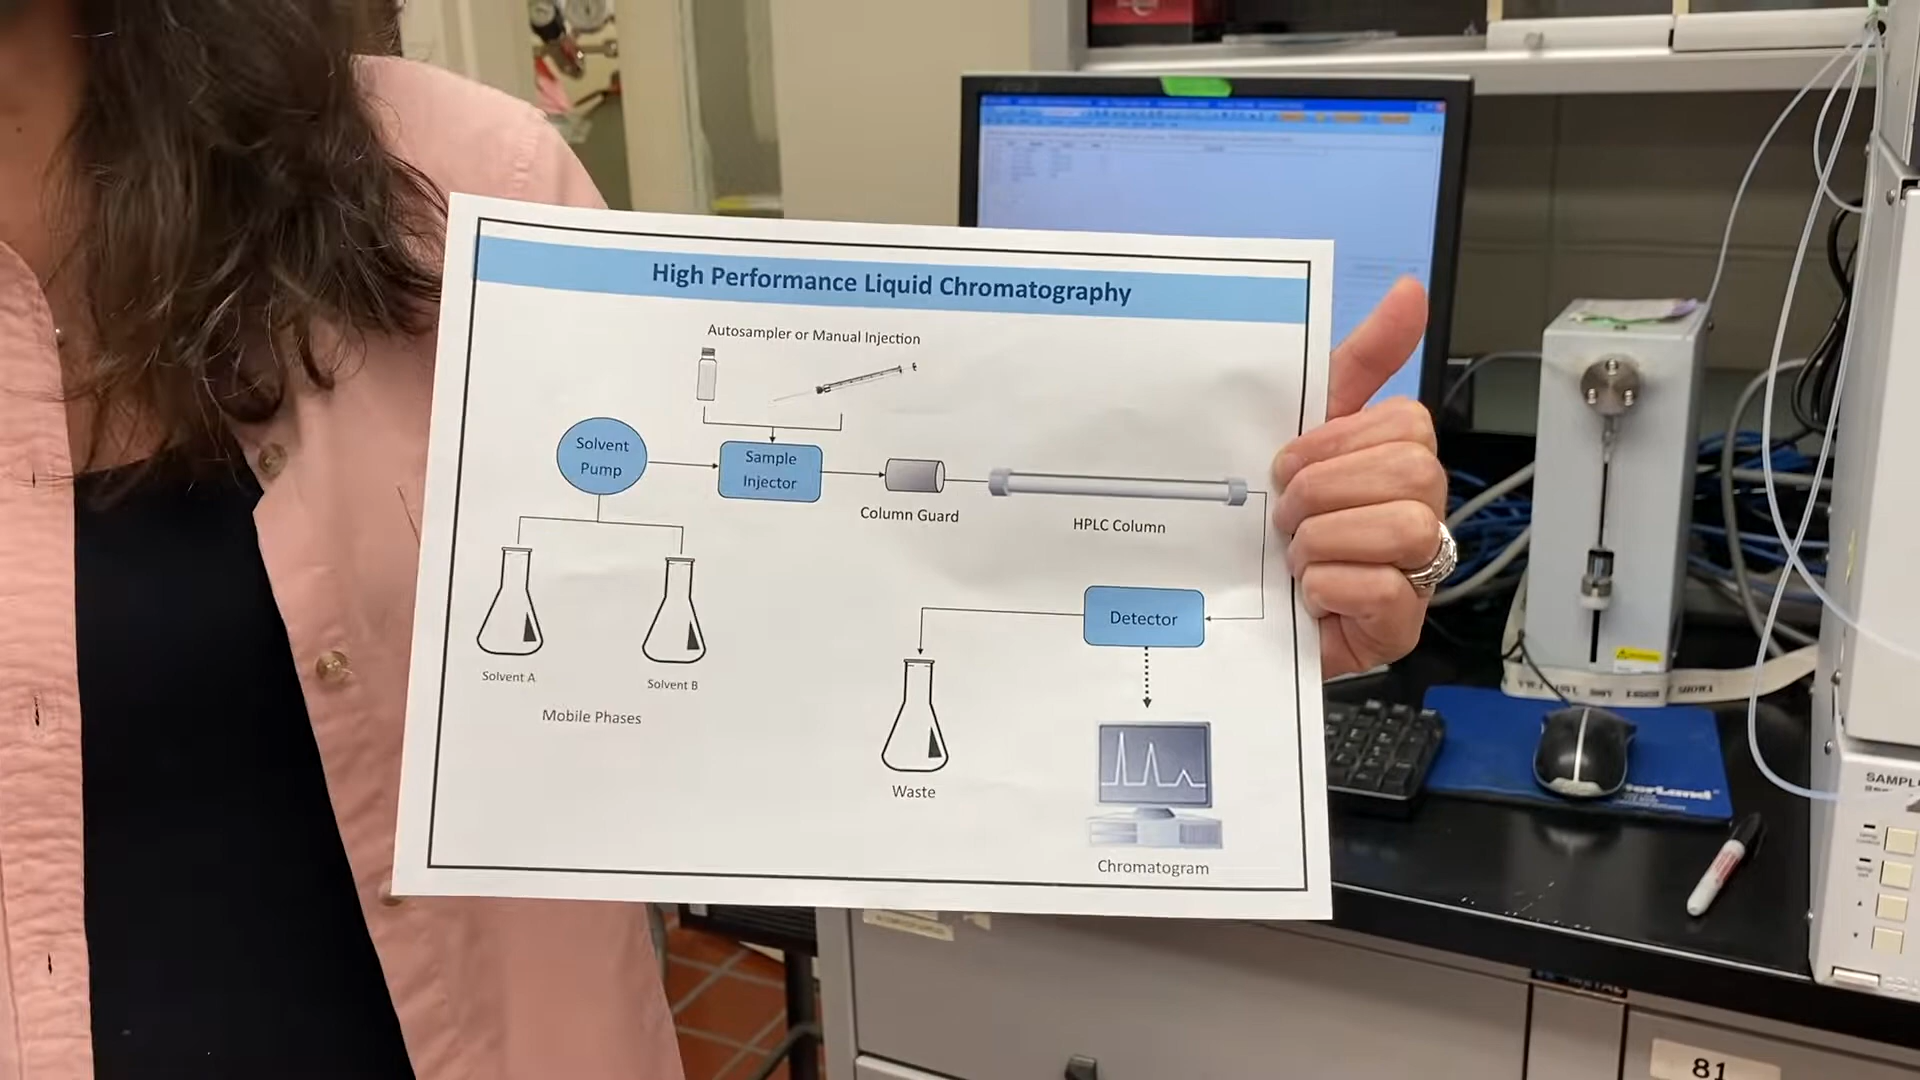 High Performance Liquid Chromatography
Autosampler or Manual Injection
Solvent
Pump
Sample
Injector
Column Guard
HPLC Column
Detector
Solvent A
Solvent B
Mobile Phases
Waste
Chromatogram
SAMPL
81